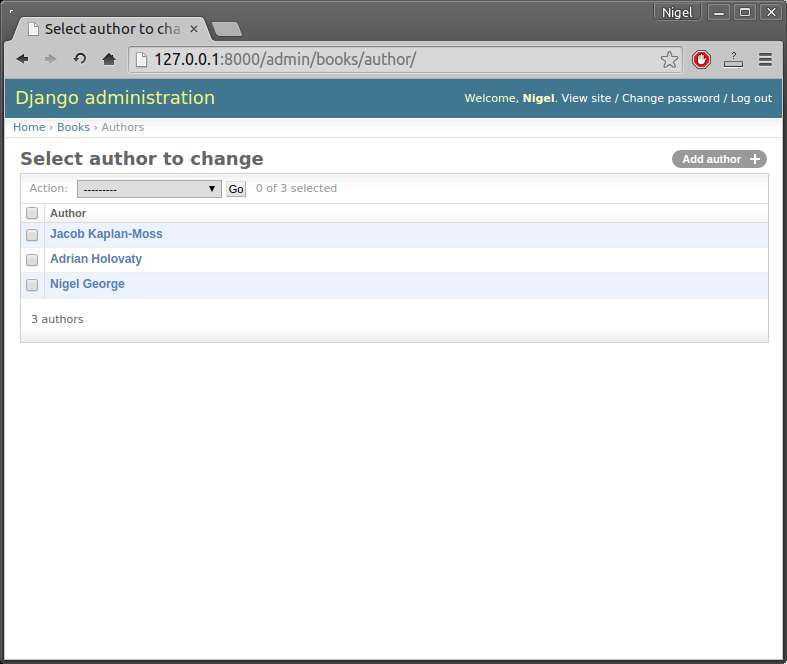 Nigel
Select author to cha
127.0.0.1:8000/admin/books/author/
?
Django administration
Welcome, Nigel. View site / Change password / Log out
Home › Books › Authors
Select author to change
Add author +
Action: --------- Go 0 of 3 selected
Author
Jacob Kaplan-Moss
Adrian Holovaty
Nigel George
3 authors